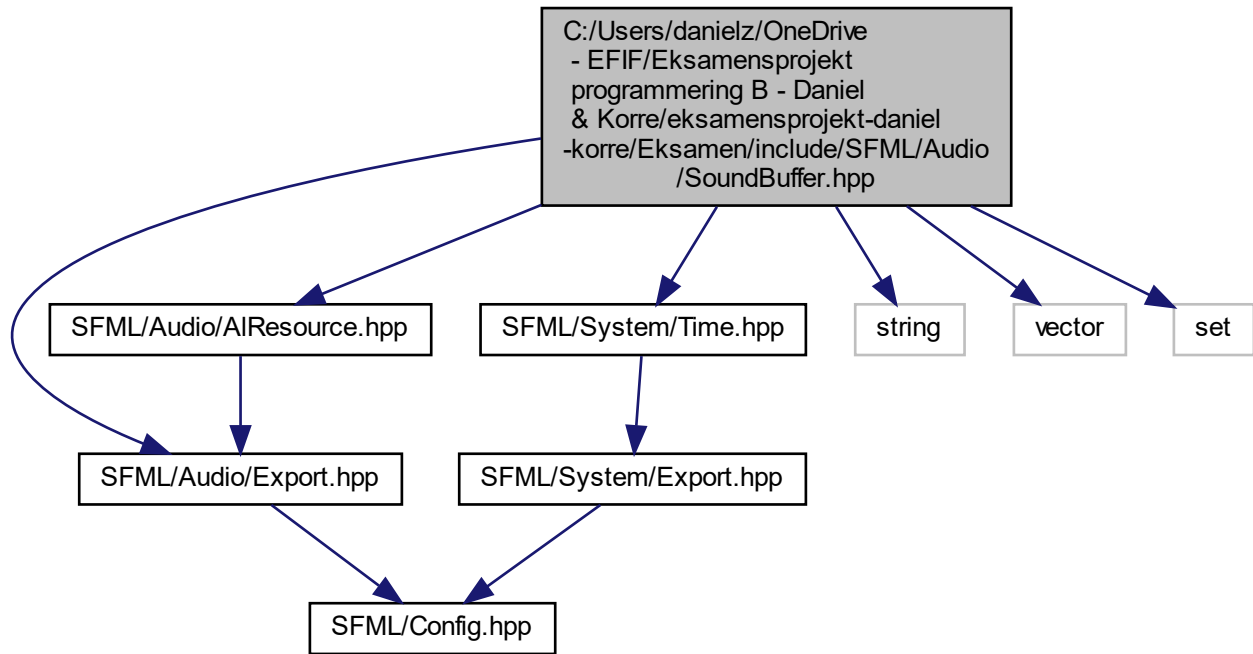 C:/Users/danielz/OneDrive
- EFIF/Eksamensprojekt
programmering B - Daniel
& Korre/eksamensprojekt-daniel
-korre/Eksamen/include/SFML/Audio
/SoundBuffer.hpp
SFML/Audio/AlResource.hpp
SFML/System/Time.hpp
string
vector
set
SFML/Audio/Export.hpp
SFML/System/Export.hpp
SFML/Config.hpp